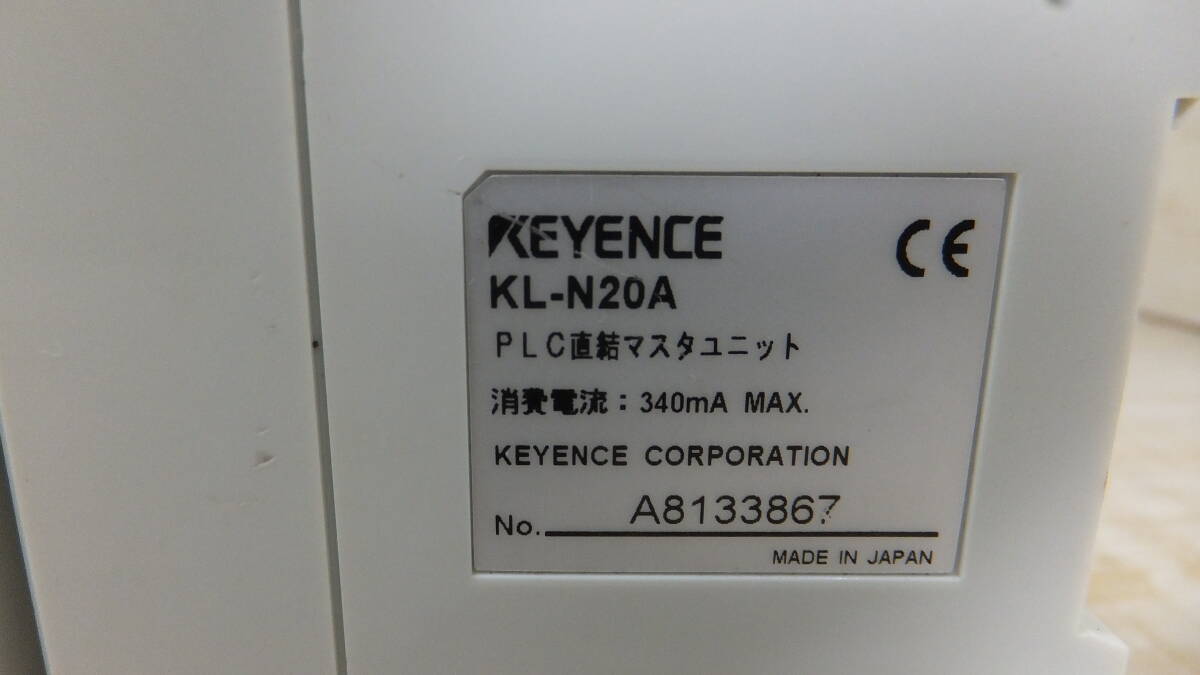 KEYENCE
CE
KL-N20A
PLC直結マスタユニット
消費電流：340mA MAX.
KEYENCE CORPORATION
No. A8133867
MADE IN JAPAN